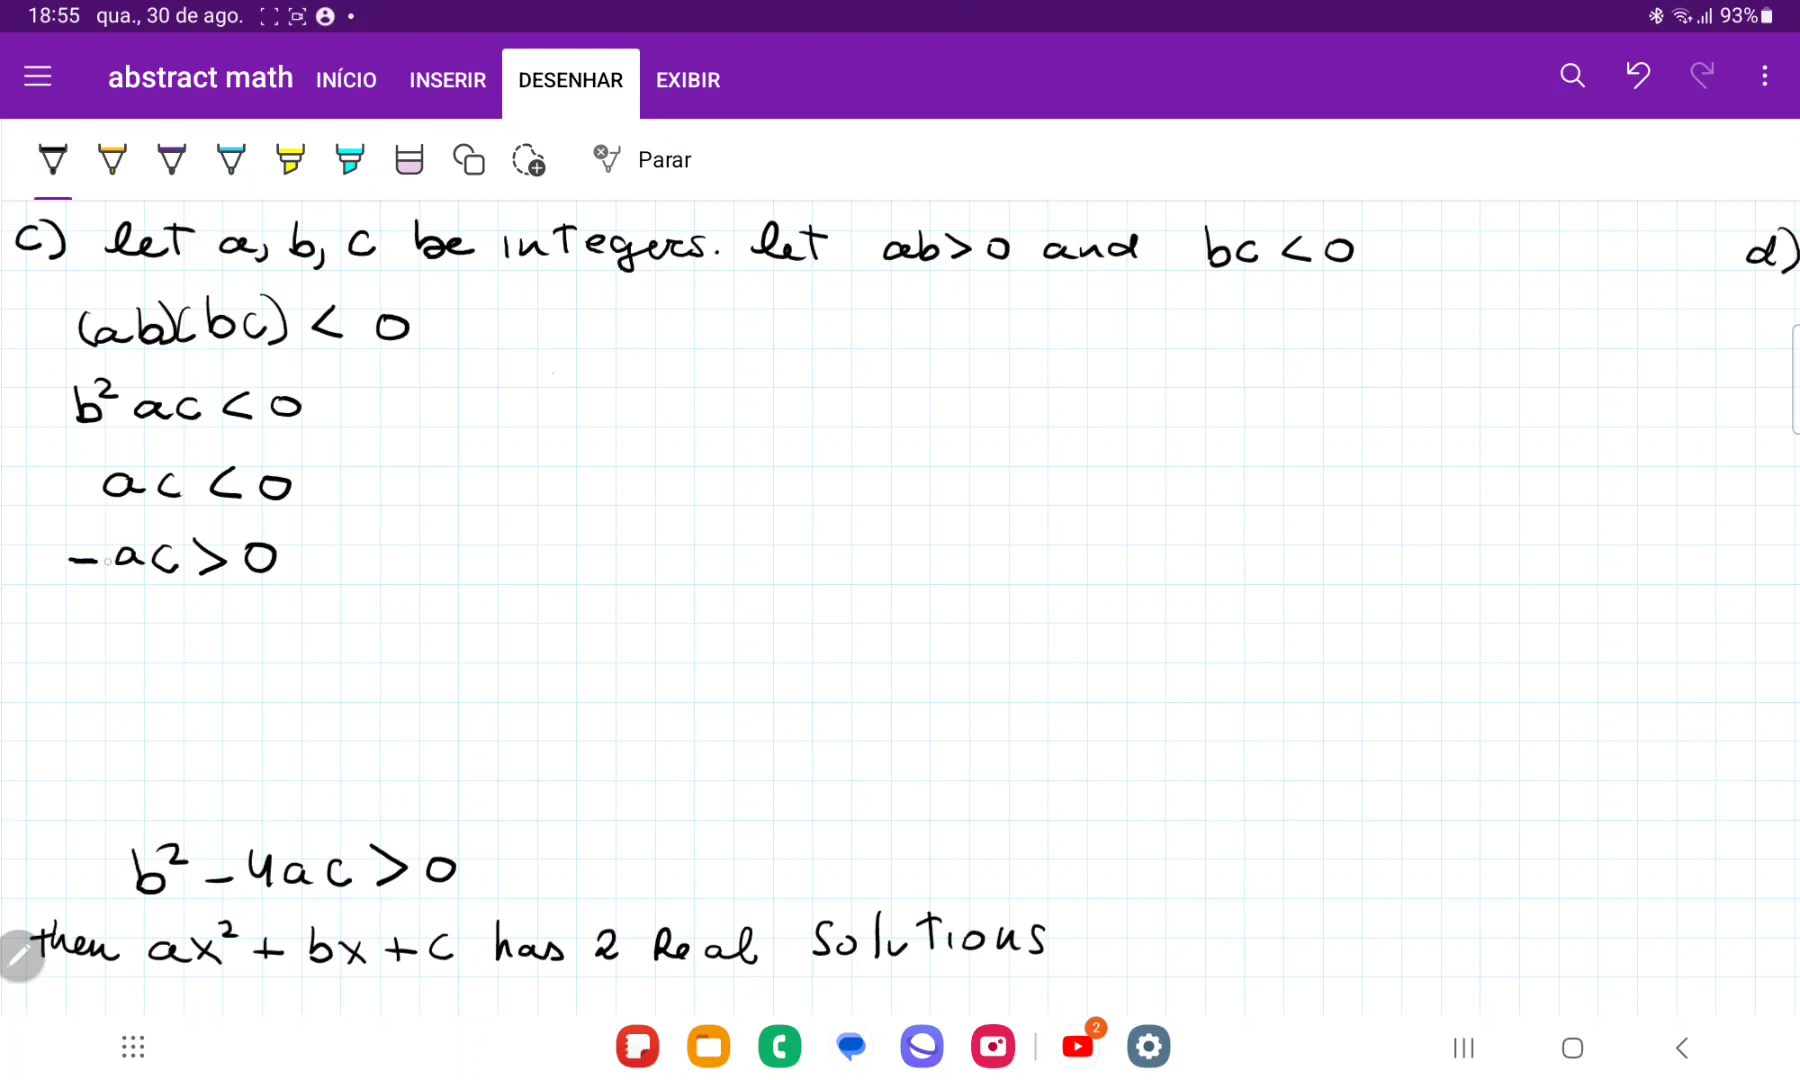 18:55 qua., 30 de ago. 93%
abstract math INÍCIO INSERIR DESENHAR EXIBIR
Parar
c) let a, b, c be integers. let ab > 0 and bc < 0 d)
(ab)(bc) < 0
b² ac < 0
ac < 0
-ac > 0
b² - 4ac > 0
then ax² + bx + c has 2 Real Solutions
2